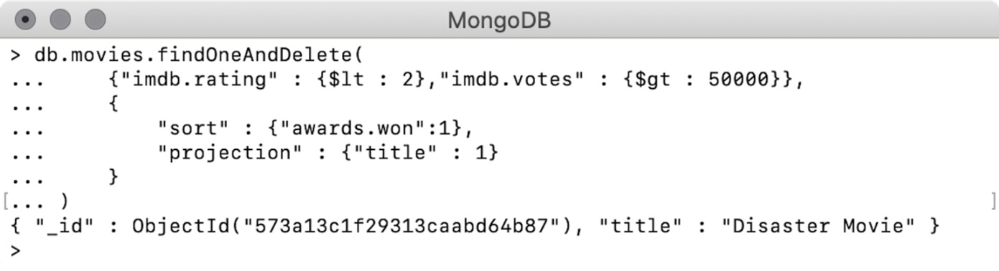 MongoDB
> db.movies.findOneAndDelete(
...     {"imdb.rating" : {$lt : 2},"imdb.votes" : {$gt : 50000}},
...     {
...         "sort" : {"awards.won":1},
...         "projection" : {"title" : 1}
...     }
[... ) ]
{ "_id" : ObjectId("573a13c1f29313caabd64b87"), "title" : "Disaster Movie" }
>